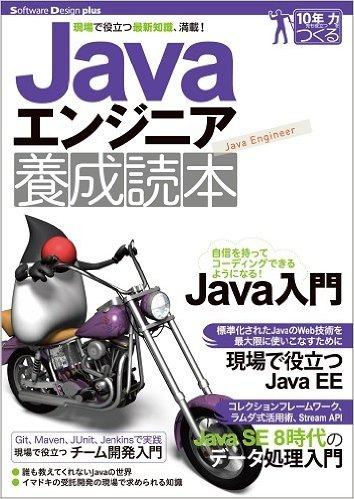 Software Design plus
現場で役立つ最新知識、満載!
10年先も役立つ力を
つくる
Java
エンジニア
Java Engineer
養成読本
自信を持って
コーディングできる
ようになる!
Java入門
標準化されたJavaのWeb技術を
最大限に使いこなすために
現場で役立つ
Java EE
コレクションフレームワーク、
ラムダ式活用術、Stream API
Java SE 8時代の
データ処理入門
Git, Maven, JUnit, Jenkinsで実践
現場で役立つ チーム開発入門
●誰も教えてくれないJavaの世界
●イマドキの受託開発の現場で求められる知識